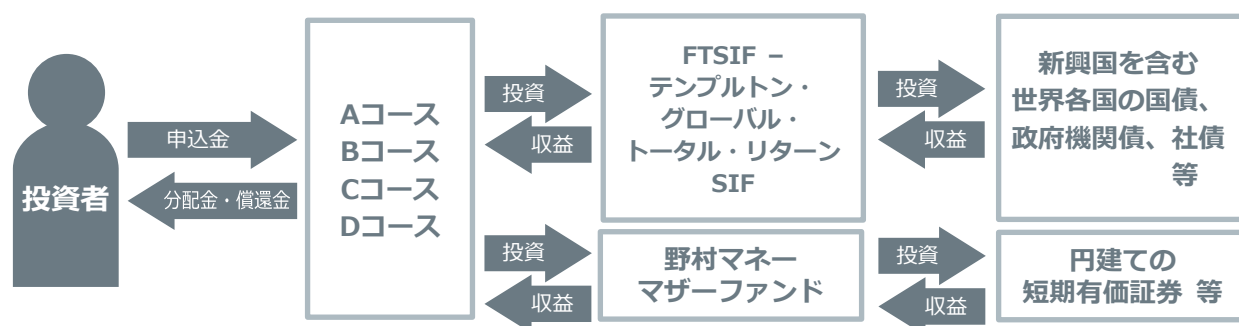 投資者
申込金
分配金・償還金
Aコース
Bコース
Cコース
Dコース
投資
収益
FTSIF –
テンプルトン・
グローバル・
トータル・リターン
SIF
投資
収益
新興国を含む
世界各国の国債、
政府機関債、社債
等
投資
収益
野村マネー
マザーファンド
投資
収益
円建ての
短期有価証券 等